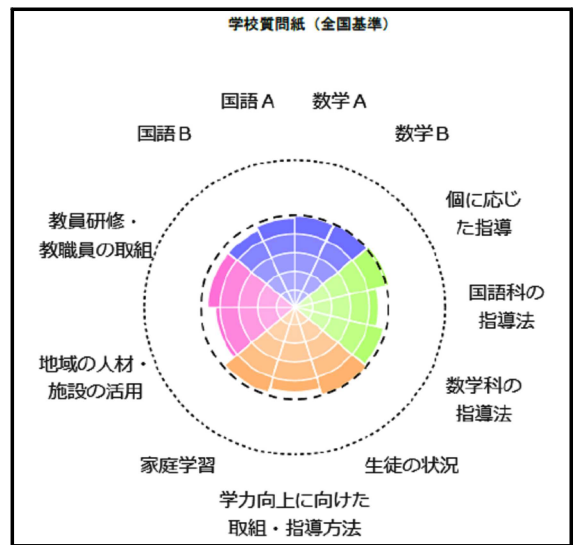 学校質問紙（全国基準）
国語A
数学A
国語B
数学B
個に応じ
た指導
教員研修・
教職員の取組
国語科の
指導法
地域の人材・
施設の活用
数学科の
指導法
家庭学習
生徒の状況
学力向上に向けた
取組・指導方法